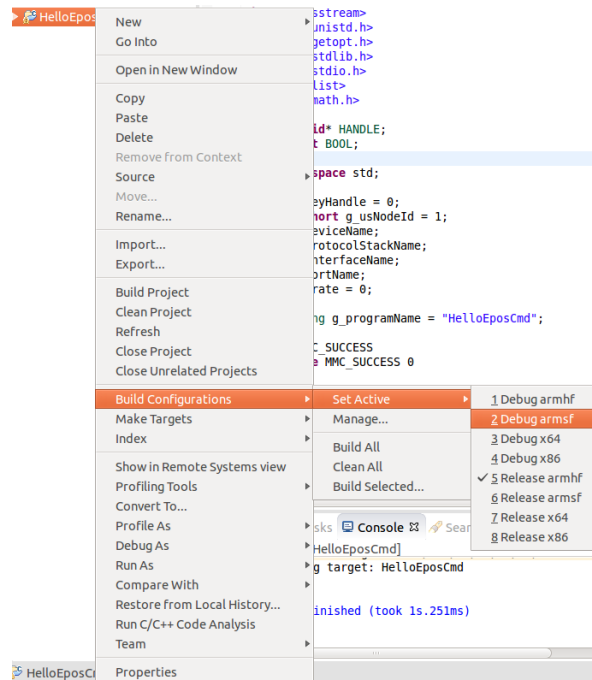 HelloEpos
New
Go Into
Open in New Window
Copy
Paste
Delete
Remove from Context
Source
Move...
Rename...
Import...
Export...
Build Project
Clean Project
Refresh
Close Project
Close Unrelated Projects
Build Configurations
Make Targets
Index
Show in Remote Systems view
Profiling Tools
Convert To...
Profile As
Debug As
Run As
Compare With
Restore from Local History...
Run C/C++ Code Analysis
Team
Properties
sstream>
unistd.h>
getopt.h>
stdlib.h>
stdio.h>
list>
math.h>
id* HANDLE;
t BOOL;
space std;
eyHandle = 0;
hort g_usNodeId = 1;
eviceName;
rotocolStackName;
nterfaceName;
ortName;
rate = 0;
ng g_programName = "HelloEposCmd";
C_SUCCESS
e MMC_SUCCESS 0
Set Active
Manage...
Build All
Clean All
Build Selected...
1 Debug armhf
2 Debug armsf
3 Debug x64
4 Debug x86
✓ 5 Release armhf
6 Release armsf
7 Release x64
8 Release x86
sks Console Sear
HelloEposCmd]
g target: HelloEposCmd
inished (took 1s.251ms)
HelloEposC